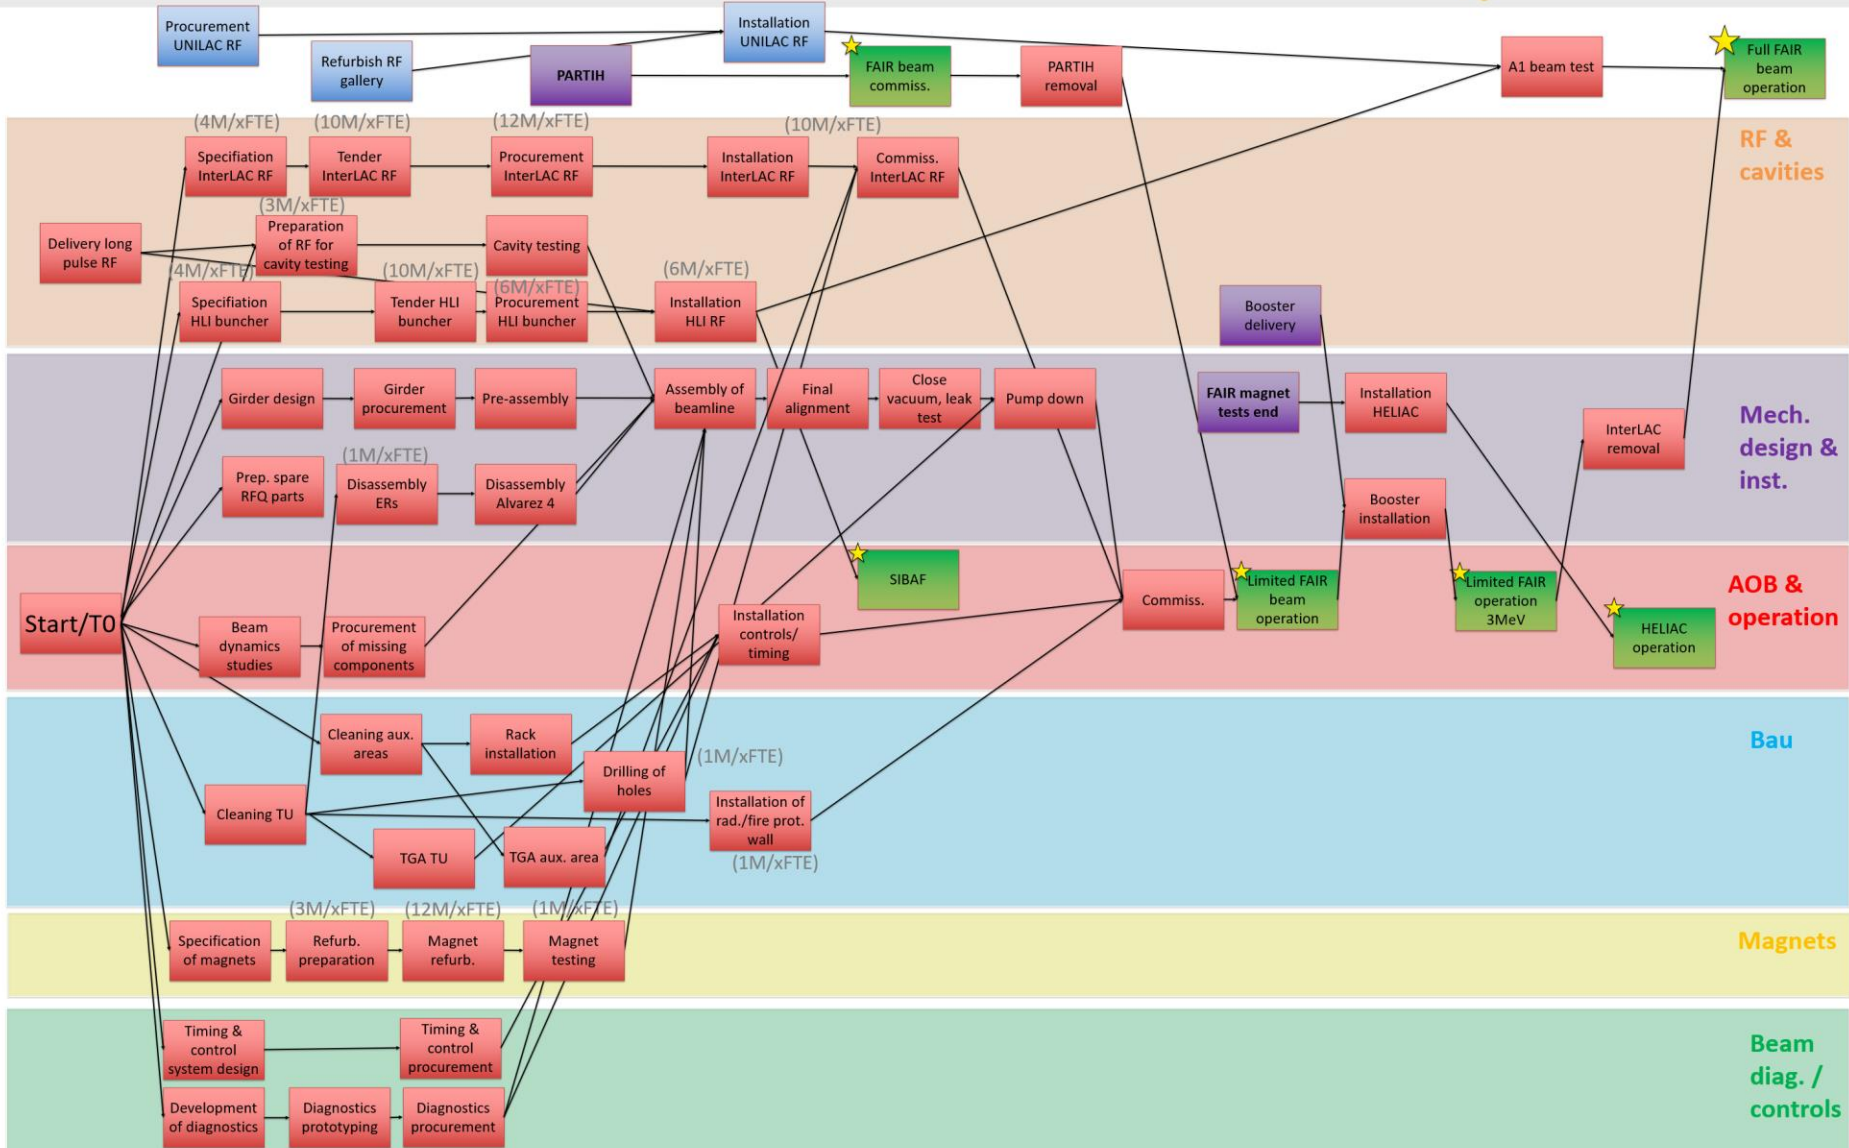 Procurement
UNILAC RF
Installation
UNILAC RF
Refurbish RF
gallery
PARTIH
FAIR beam
commiss.
PARTIH
removal
A1 beam test
Full FAIR
beam
operation
RF &
cavities
(4M/xFTE)
(10M/xFTE)
(12M/xFTE)
(10M/xFTE)
Specifiation
InterLAC RF
Tender
InterLAC RF
Procurement
InterLAC RF
Installation
InterLAC RF
Commiss.
InterLAC RF
(3M/xFTE)
Delivery long
pulse RF
Preparation
of RF for
cavity testing
Cavity testing
(4M/xFTE)
(10M/xFTE)
(6M/xFTE)
(6M/xFTE)
Specifiation
HLI buncher
Tender HLI
buncher
Procurement
HLI buncher
Installation
HLI RF
Booster
delivery
Mech.
design &
inst.
Girder design
Girder
procurement
Pre-assembly
Assembly of
beamline
Final
alignment
Close
vacuum, leak
test
Pump down
FAIR magnet
tests end
Installation
HELIAC
InterLAC
removal
(1M/xFTE)
Prep. spare
RFQ parts
Disassembly
ERs
Disassembly
Alvarez 4
Booster
installation
AOB &
operation
SIBAF
Start/T0
Beam
dynamics
studies
Procurement
of missing
components
Installation
controls/
timing
Commiss.
Limited FAIR
beam
operation
Limited FAIR
operation
3MeV
HELIAC
operation
Bau
Cleaning aux.
areas
Rack
installation
Drilling of
holes
(1M/xFTE)
Cleaning TU
Installation of
rad./fire prot.
wall
(1M/xFTE)
TGA TU
TGA aux. area
Magnets
(3M/xFTE)
(12M/xFTE)
(1M/xFTE)
Specification
of magnets
Refurb.
preparation
Magnet
refurb.
Magnet
testing
Beam
diag. /
controls
Timing &
control
system design
Timing &
control
procurement
Development
of diagnostics
Diagnostics
prototyping
Diagnostics
procurement